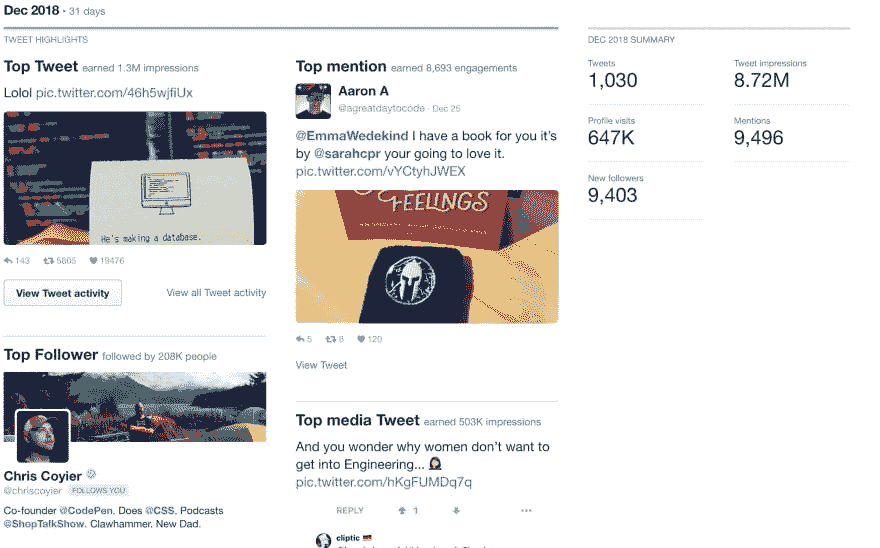 Dec 2018 • 31 days
TWEET HIGHLIGHTS
Top Tweet earned 1.3M impressions
Lolol pic.twitter.com/46h5wjfiUx
He's making a database.
143 5805 19476
View Tweet activity
View all Tweet activity
Top Follower followed by 208K people
Chris Coyier
@chriscoyier FOLLOWS YOU
Co-founder @CodePen. Does @CSS. Podcasts
@ShopTalkShow. Clawhammer. New Dad.
Top mention earned 8,693 engagements
Aaron A
@agreatdaytocode · Dec 25
@EmmaWedekind I have a book for you it's
by @sarahcpr your going to love it.
pic.twitter.com/vYCtyhJWEX
FEELINGS
5 8 120
View Tweet
Top media Tweet earned 503K impressions
And you wonder why women don't want to
get into Engineering...
pic.twitter.com/hKgFUMDq7q
REPLY 1
cliptic
DEC 2018 SUMMARY
Tweets
1,030
Tweet impressions
8.72M
Profile visits
647K
Mentions
9,496
New followers
9,403